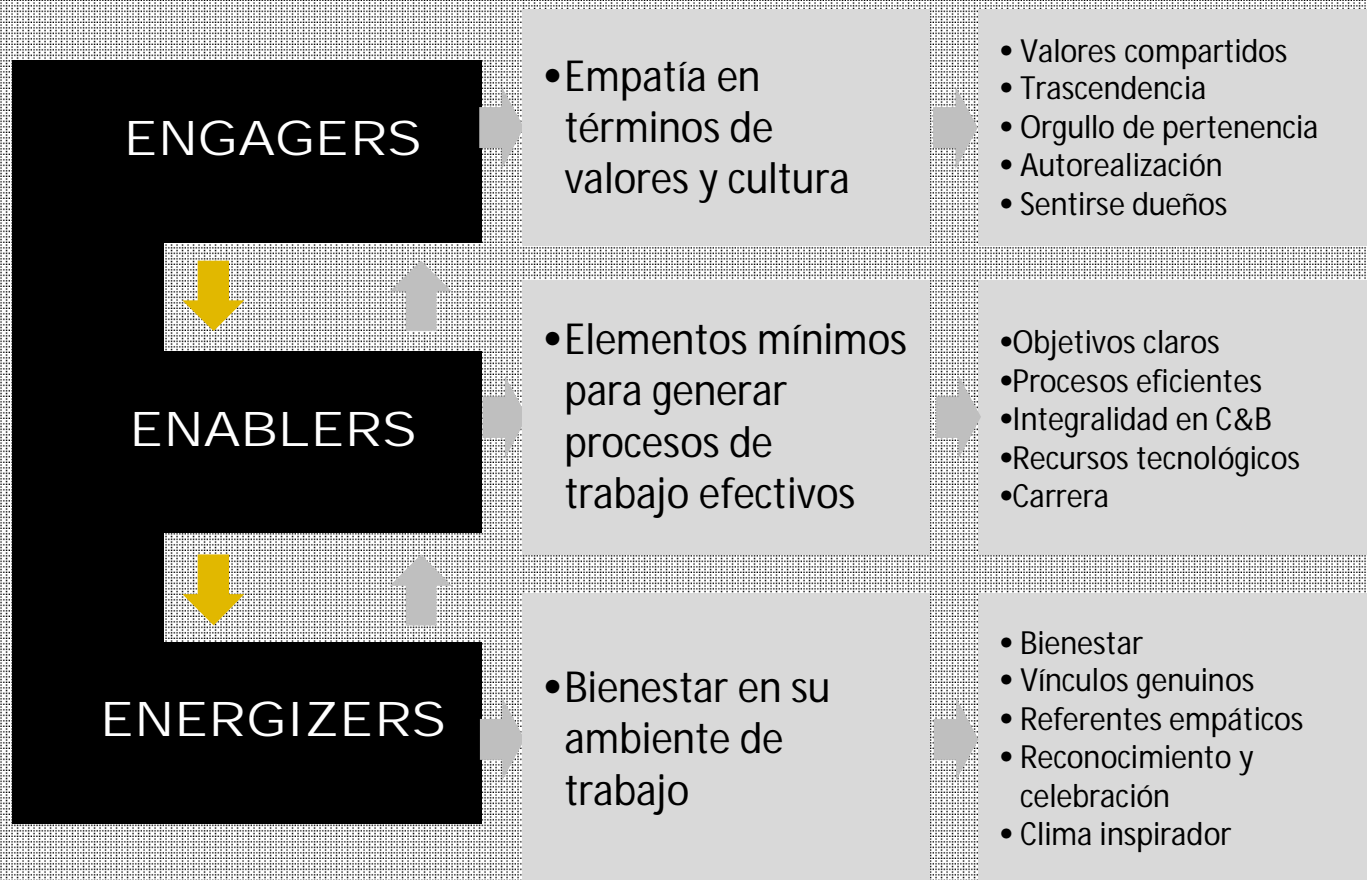 ENGAGERS
•Empatía en
términos de
valores y cultura
• Valores compartidos
• Trascendencia
• Orgullo de pertenencia
• Autorealización
• Sentirse dueños
ENABLERS
•Elementos mínimos
para generar
procesos de
trabajo efectivos
•Objetivos claros
•Procesos eficientes
•Integralidad en C&B
•Recursos tecnológicos
•Carrera
ENERGIZERS
•Bienestar en su
ambiente de
trabajo
• Bienestar
• Vínculos genuinos
• Referentes empáticos
• Reconocimiento y
celebración
• Clima inspirador